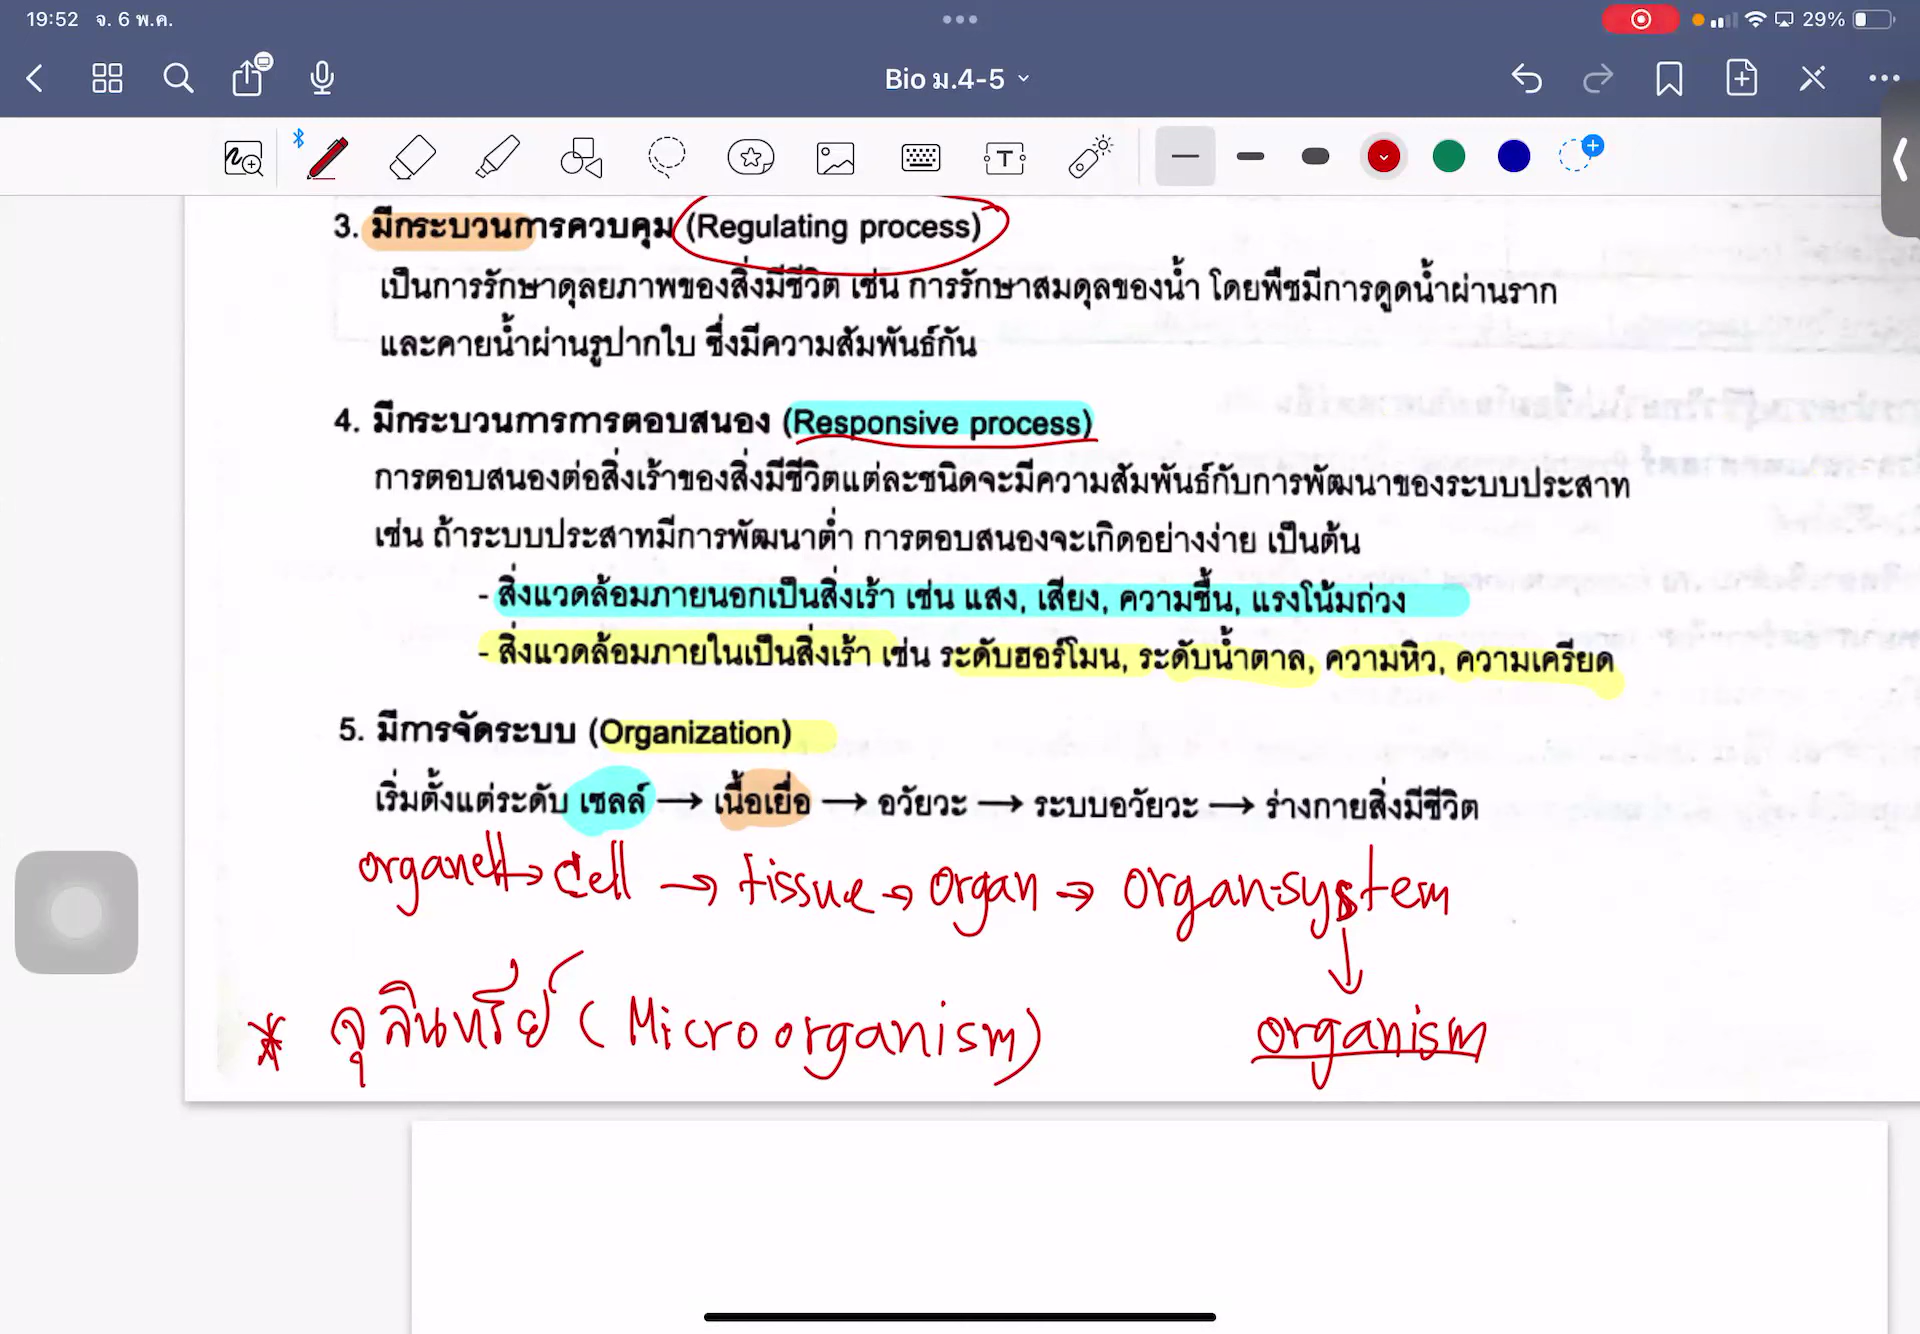 19:52 จ. 6 พ.ค.
29%
Bio ม.4-5
3. มีกระบวนการควบคุม (Regulating process)
เป็นการรักษาดุลยภาพของสิ่งมีชีวิต เช่น การรักษาสมดุลของน้ำ โดยพืชมีการดูดน้ำผ่านราก
และคายน้ำผ่านรูปากใบ ซึ่งมีความสัมพันธ์กัน
4. มีกระบวนการการตอบสนอง (Responsive process)
การตอบสนองต่อสิ่งเร้าของสิ่งมีชีวิตแต่ละชนิดจะมีความสัมพันธ์กับการพัฒนาของระบบประสาท
เช่น ถ้าระบบประสาทมีการพัฒนาต่ำ การตอบสนองจะเกิดอย่างง่าย เป็นต้น
- สิ่งแวดล้อมภายนอกเป็นสิ่งเร้า เช่น แสง, เสียง, ความชื้น, แรงโน้มถ่วง
- สิ่งแวดล้อมภายในเป็นสิ่งเร้า เช่น ระดับฮอร์โมน, ระดับน้ำตาล, ความหิว, ความเครียด
5. มีการจัดระบบ (Organization)
เริ่มตั้งแต่ระดับ เซลล์ → เนื้อเยื่อ → อวัยวะ → ระบบอวัยวะ → ร่างกายสิ่งมีชีวิต
organell → cell → tissue → organ → organ-system
↓
* จุลินทรีย์ (Microorganism) organism